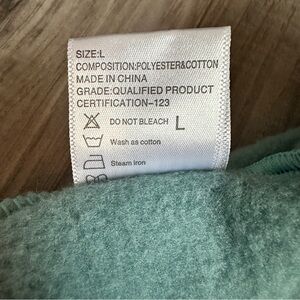 SIZE:L
COMPOSITION:POLYESTER&COTTON
MADE IN CHINA
GRADE:QUALIFIED PRODUCT
CERTIFICATION-123
DO NOT BLEACH L
Wash as cotton
Steam iron